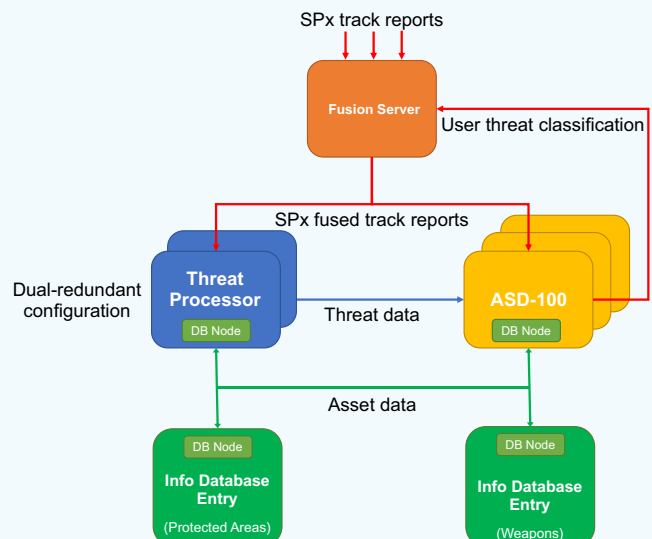 SPx track reports
Fusion Server
User threat classification
SPx fused track reports
Dual-redundant
configuration
Threat
Processor
DB Node
Threat data
ASD-100
DB Node
Asset data
DB Node
Info Database
Entry
(Protected Areas)
DB Node
Info Database
Entry
(Weapons)